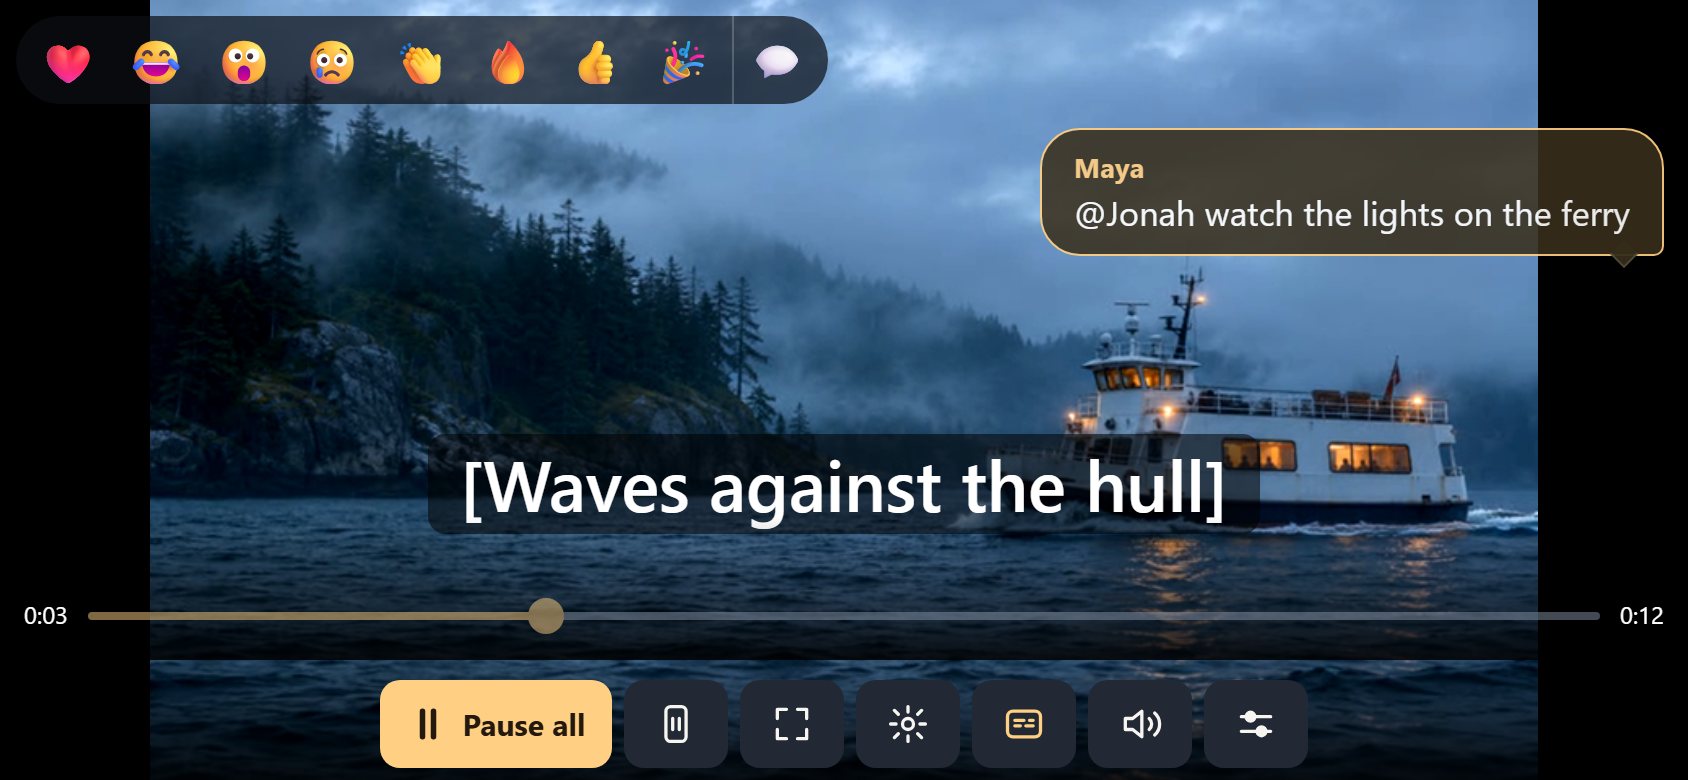 Maya
@Jonah watch the lights on the ferry
[Waves against the hull]
0:03
0:12
Pause all